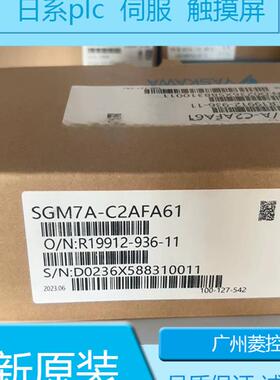 日系plc 伺服 触摸屏
YASKAWA
SGM7A-C2AFA61
O/N:R19912-936-11
S/N:D0236X588310011
2023.06
100-127-542
新原装
广州菱控